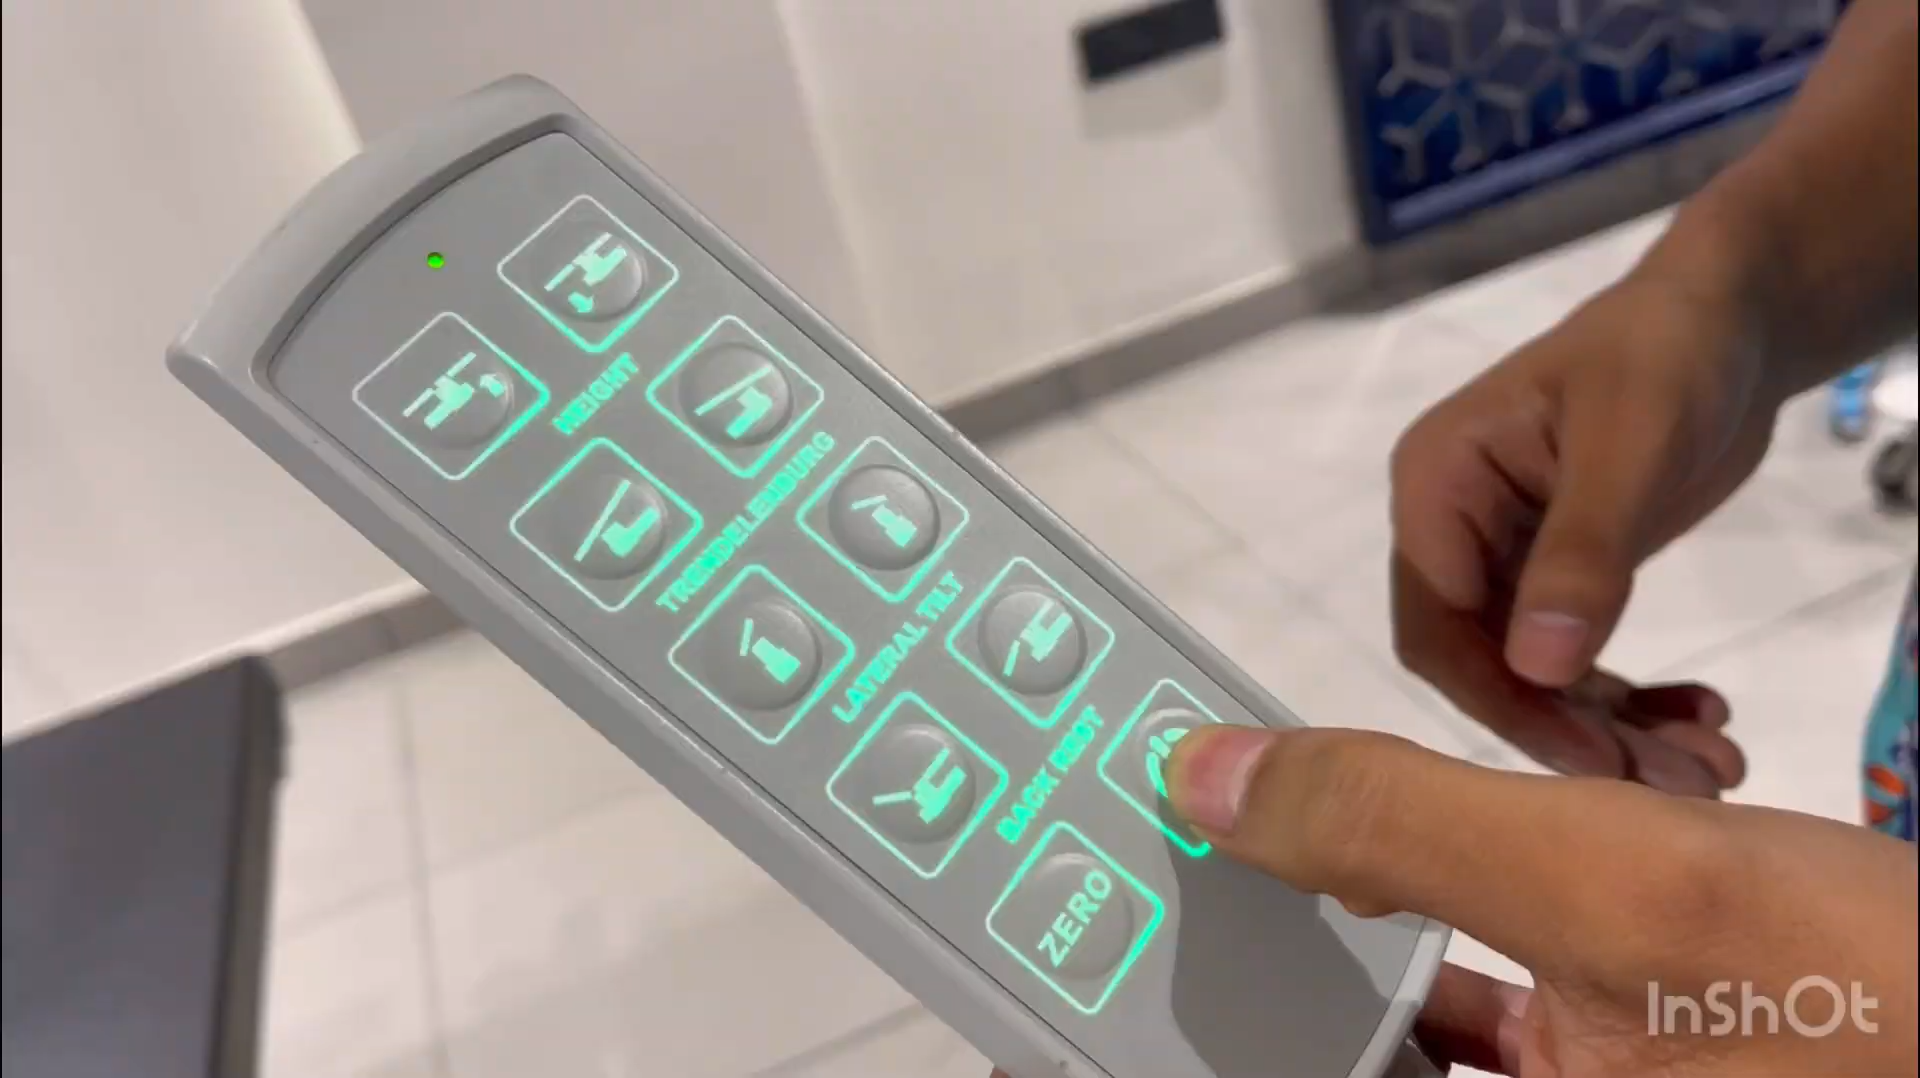 HEIGHT
TRENDELENBURG
LATERAL TILT
BACK REST
ZERO
InShOt